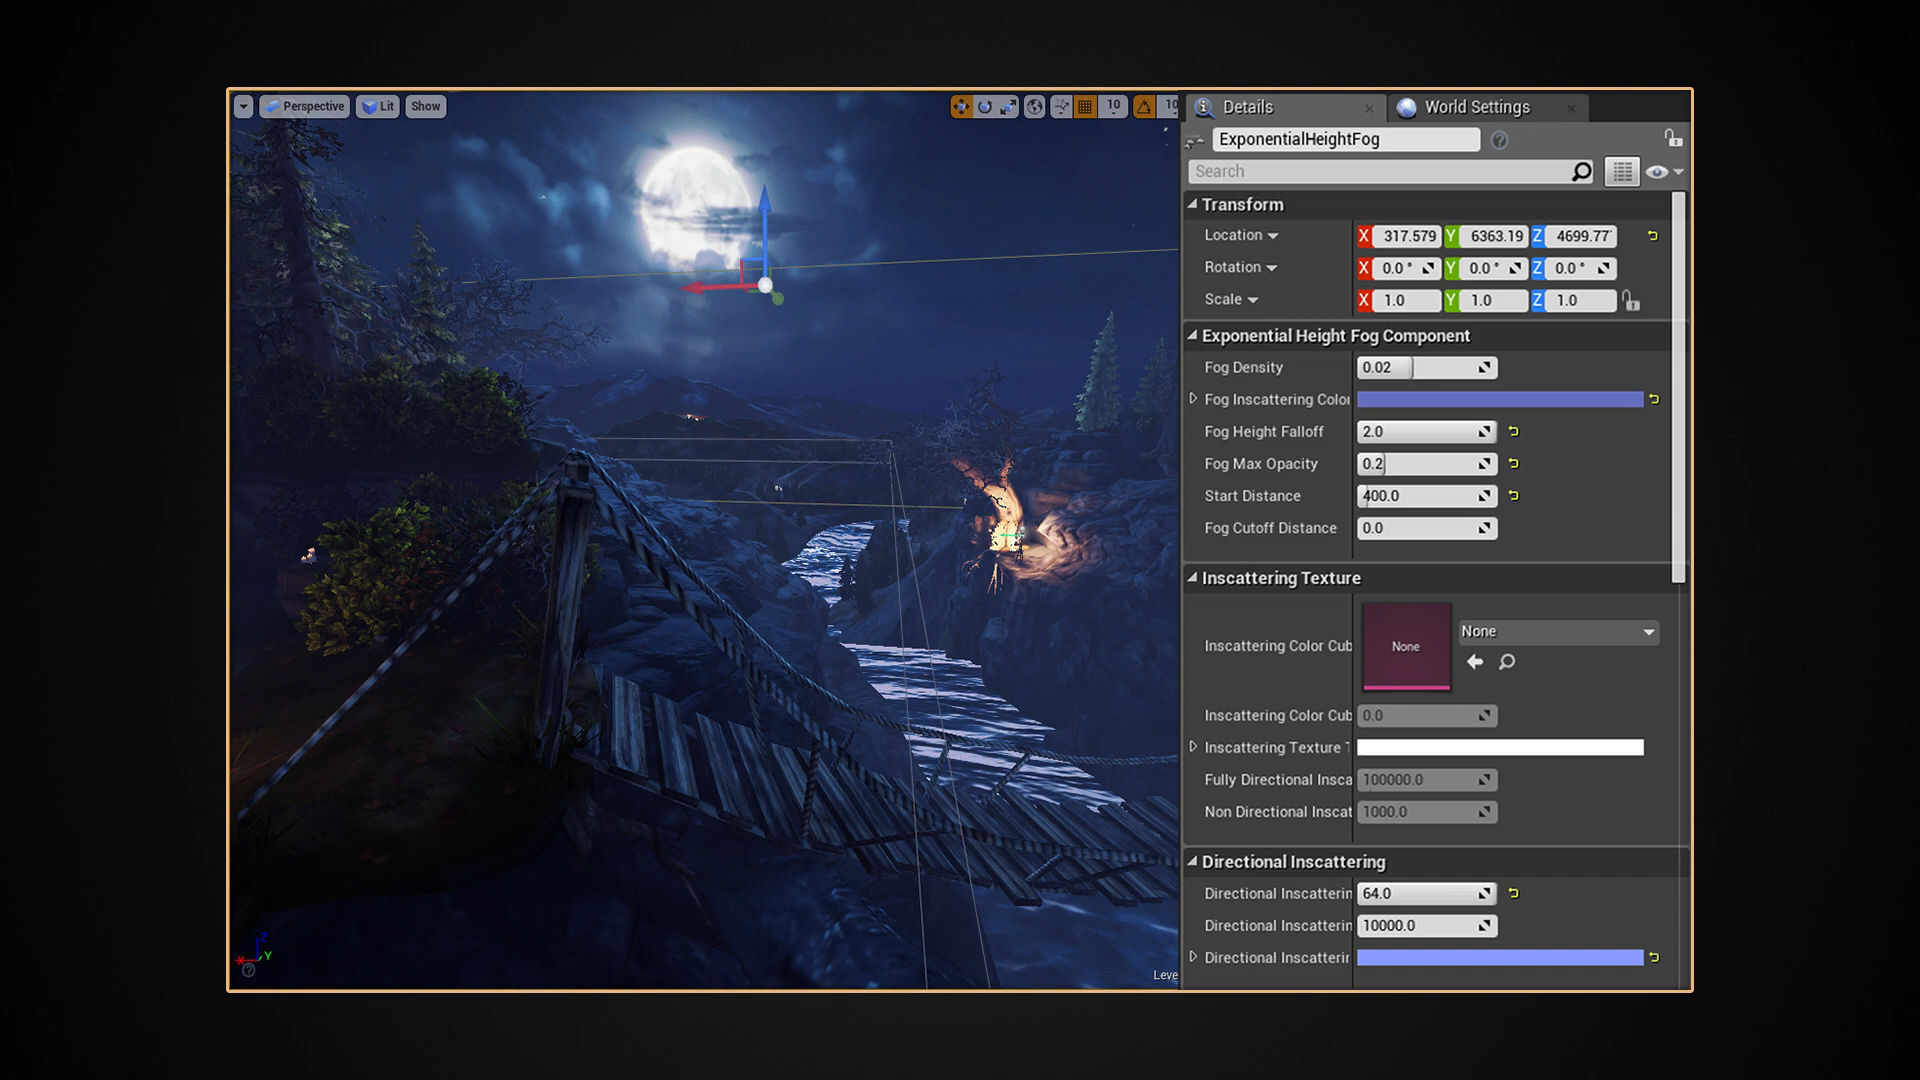 Perspective
Lit
Show
10
10
Details
World Settings
ExponentialHeightFog
Search
Transform
Location
X 317.579 Y 6363.19 Z 4699.77
Rotation
X 0.0° Y 0.0° Z 0.0°
Scale
X 1.0 Y 1.0 Z 1.0
Exponential Height Fog Component
Fog Density 0.02
Fog Inscattering Color
Fog Height Falloff 2.0
Fog Max Opacity 0.2
Start Distance 400.0
Fog Cutoff Distance 0.0
Inscattering Texture
Inscattering Color Cub
None
None
Inscattering Color Cub 0.0
Inscattering Texture T
Fully Directional Insca 100000.0
Non Directional Inscat 1000.0
Directional Inscattering
Directional Inscatterin 64.0
Directional Inscatterin 10000.0
Directional Inscatterin
Z
X Y
Leve